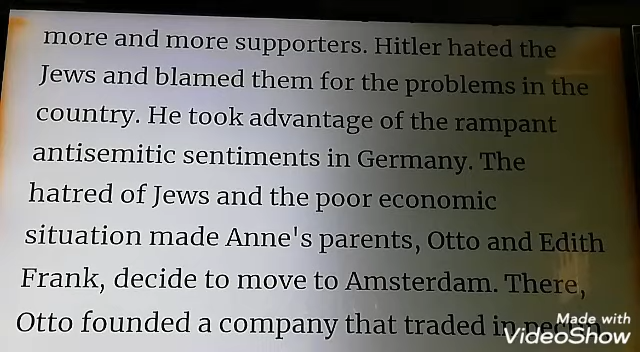 more and more supporters. Hitler hated the
Jews and blamed them for the problems in the
country. He took advantage of the rampant
antisemitic sentiments in Germany. The
hatred of Jews and the poor economic
situation made Anne's parents, Otto and Edith
Frank, decide to move to Amsterdam. There,
Otto founded a company that traded in pectin
Made with
VideoShow